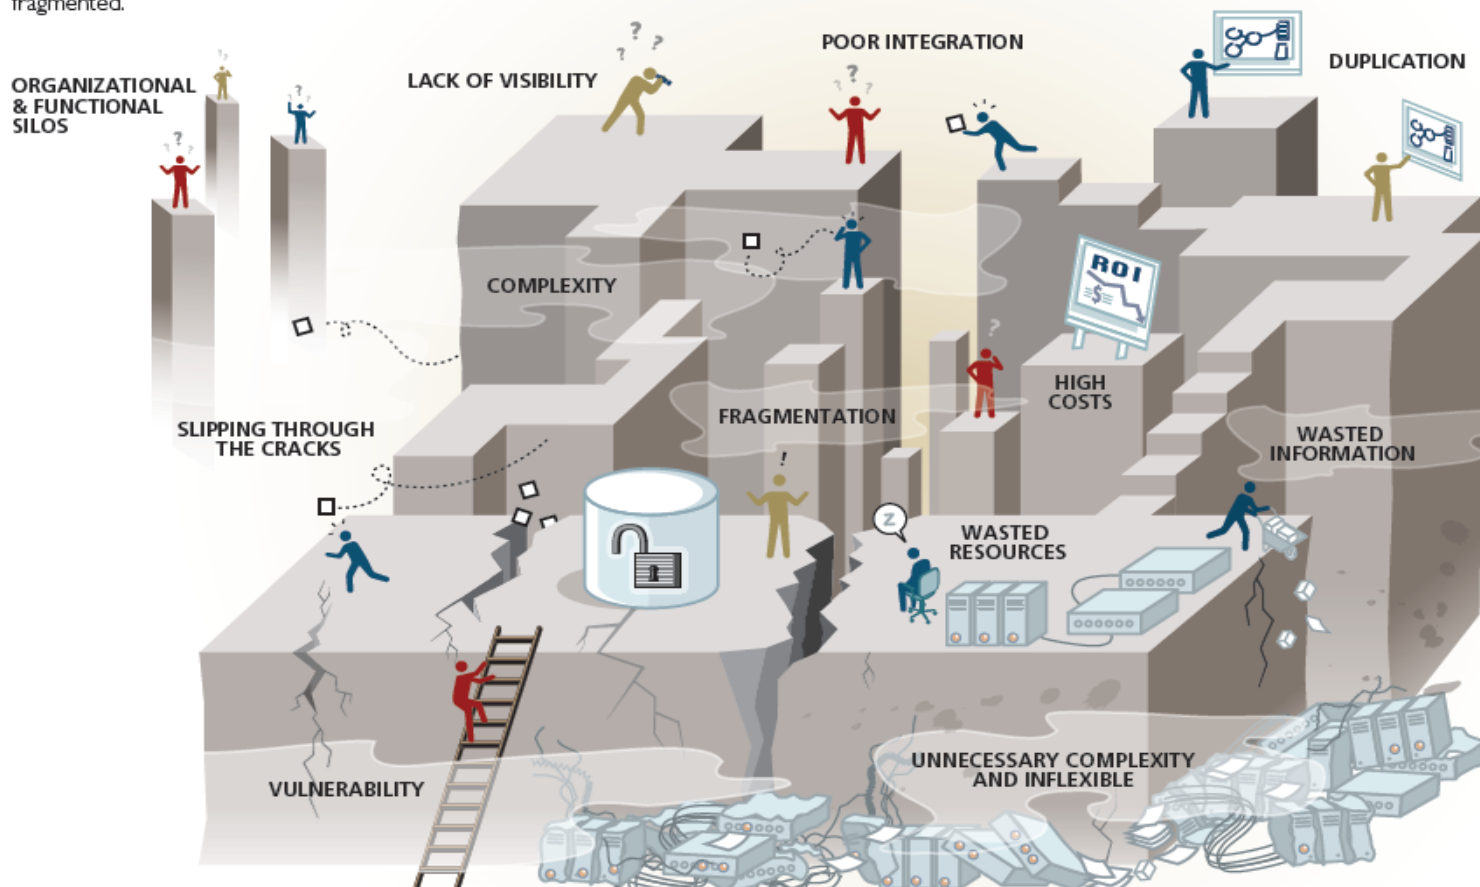 fragmented.
ORGANIZATIONAL
& FUNCTIONAL
SILOS
? ? ?
? ? ?
? ? ?
LACK OF VISIBILITY
? ? ?
POOR INTEGRATION
? ? ?
DUPLICATION
COMPLEXITY
ROI
$
?
HIGH
COSTS
SLIPPING THROUGH
THE CRACKS
FRAGMENTATION
!
WASTED
INFORMATION
Z
WASTED
RESOURCES
VULNERABILITY
UNNECESSARY COMPLEXITY
AND INFLEXIBLE